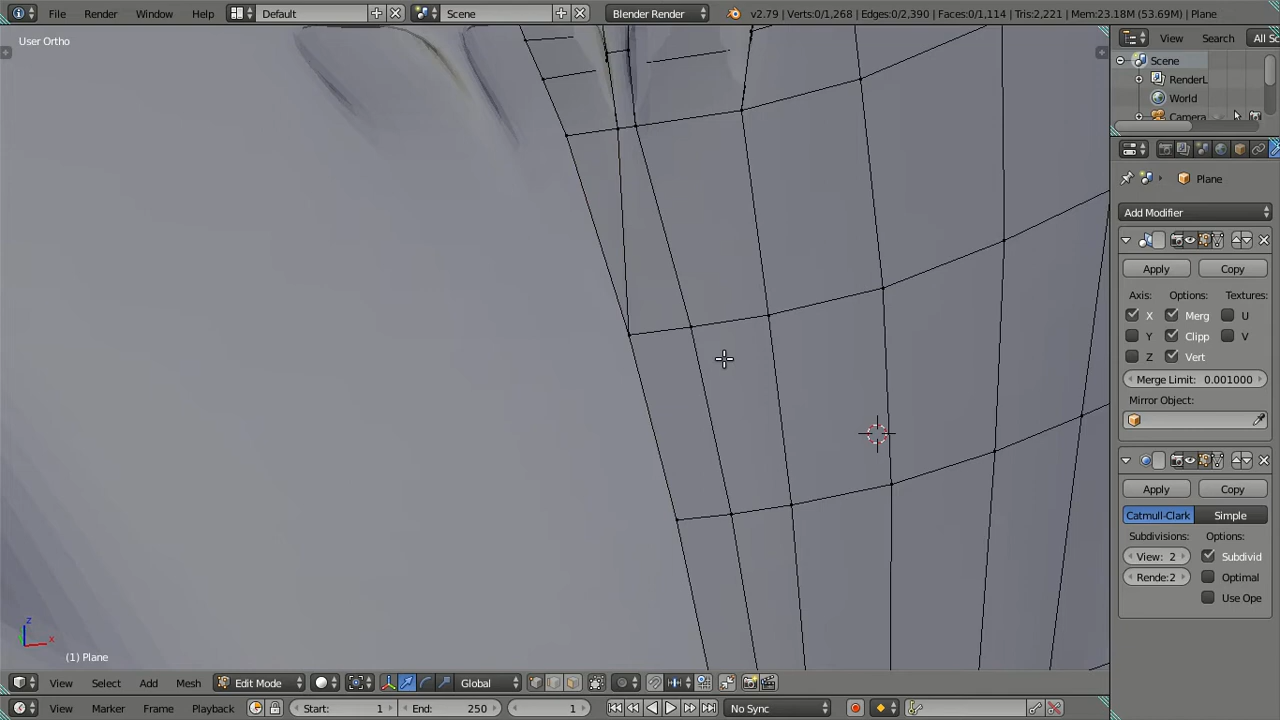 File Render Window Help Default Scene Blender Render v2.79 | Verts:0/1,268 | Edges:0/2,390 | Faces:0/1,114 | Tris:2,221 | Mem:23.18M (53.69M) | Plane
User Ortho
View Search All Sc
Scene
RenderL
World
Camera
Plane
Add Modifier
Apply Copy
Axis: Options: Textures:
X Merg U
Y Clipp V
Z Vert
Merge Limit: 0.001000
Mirror Object:
Apply Copy
Catmull-Clark Simple
Subdivisions: Options:
View: 2 Subdivid
Rende:2 Optimal
Use Ope
z
x
(1) Plane
View Select Add Mesh Edit Mode Global
View Marker Frame Playback Start: 1 End: 250 1 No Sync